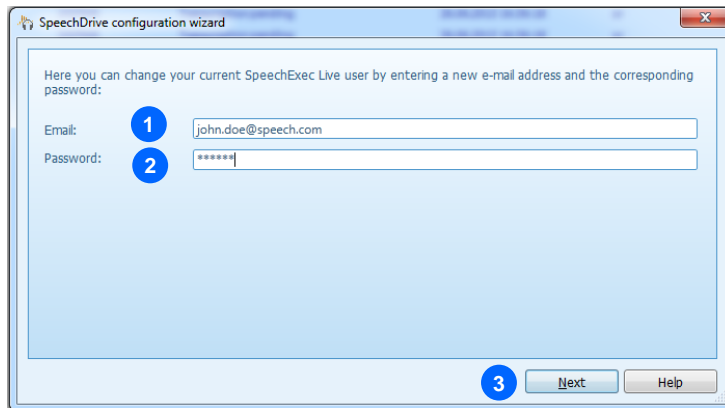 SpeechDrive configuration wizard
x
Here you can change your current SpeechExec Live user by entering a new e-mail address and the corresponding
password:
Email: 1 john.doe@speech.com
Password: 2 ******
3 Next Help